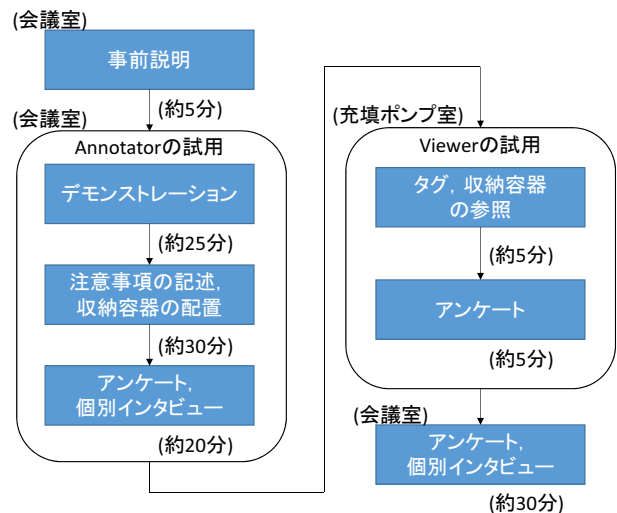 (会議室)
事前説明
(約5分)
(会議室)
Annotatorの試用
デモンストレーション
(約25分)
注意事項の記述,
収納容器の配置
(約30分)
アンケート,
個別インタビュー
(約20分)
(充填ポンプ室)
Viewerの試用
タグ, 収納容器
の参照
(約5分)
アンケート
(約5分)
(会議室)
アンケート,
個別インタビュー
(約30分)